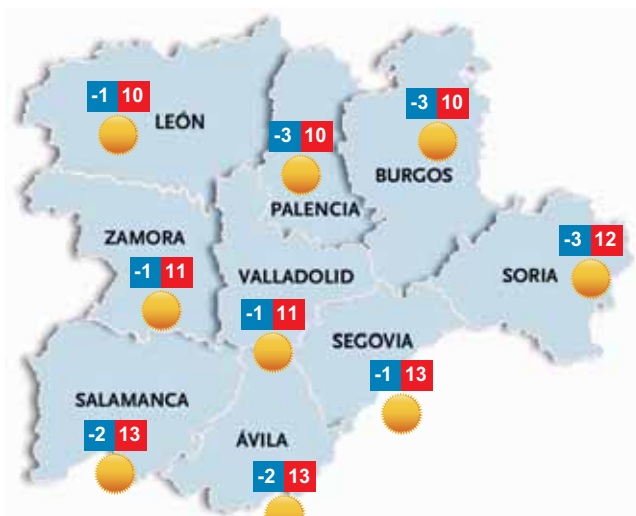 -1 10
LEÓN
-3 10
BURGOS
-3 10
PALENCIA
ZAMORA
-1 11
VALLADOLID
-1 11
-3 12
SORIA
SEGOVIA
-1 13
SALAMANCA
-2 13
ÁVILA
-2 13